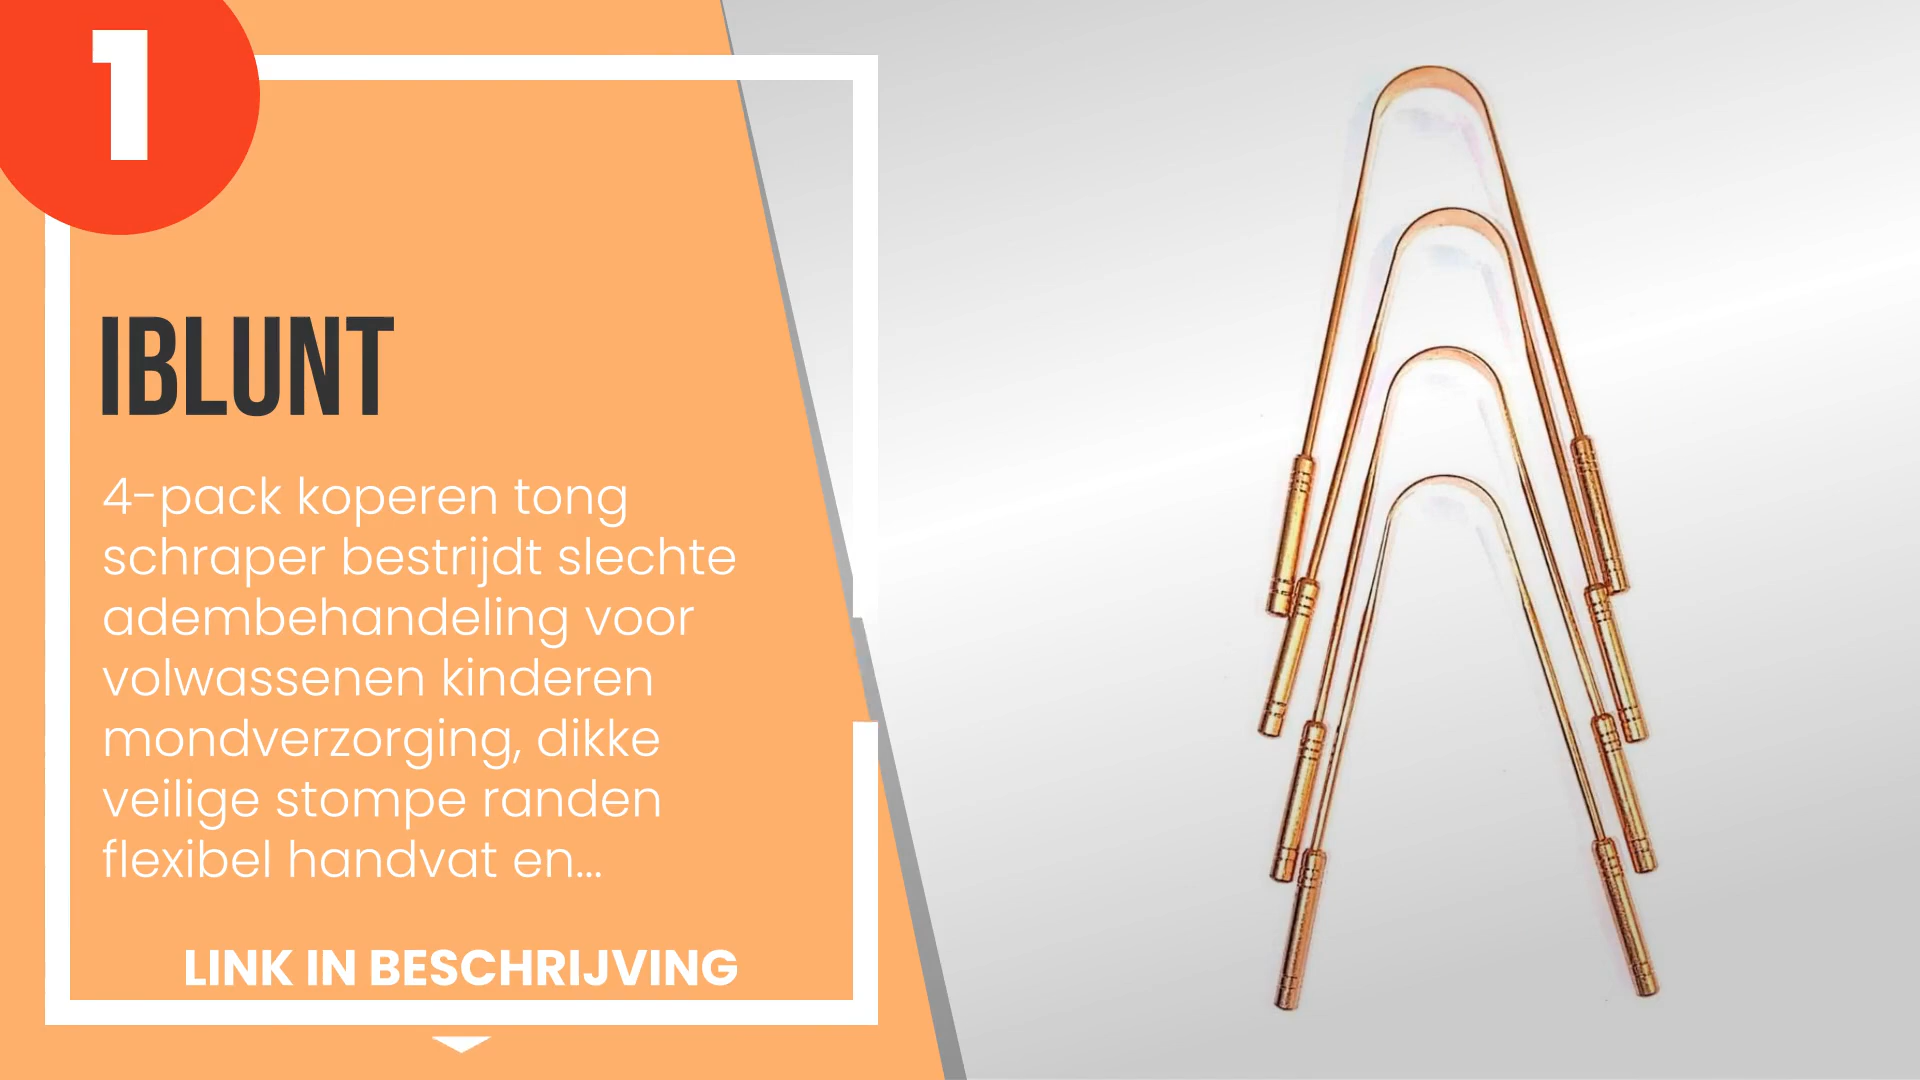 1
IBLUNT
4-pack koperen tong
schraper bestrijdt slechte
adembehandeling voor
volwassenen kinderen
mondverzorging, dikke
veilige stompe randen
flexibel handvat en...
LINK IN BESCHRIJVING